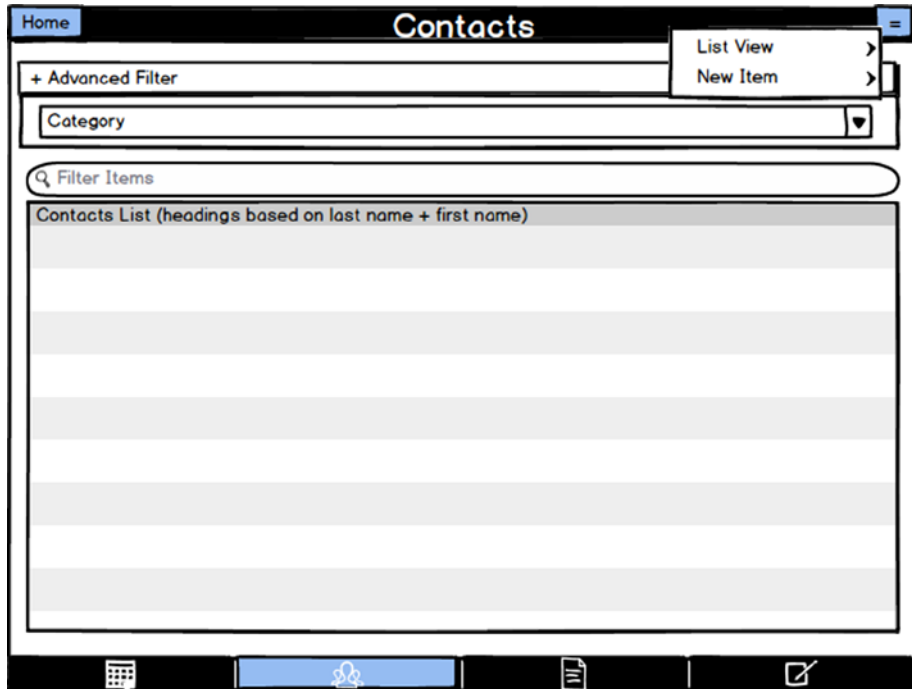 Home
Contacts
=
List View
New Item
+ Advanced Filter
Category
Filter Items
Contacts List (headings based on last name + first name)